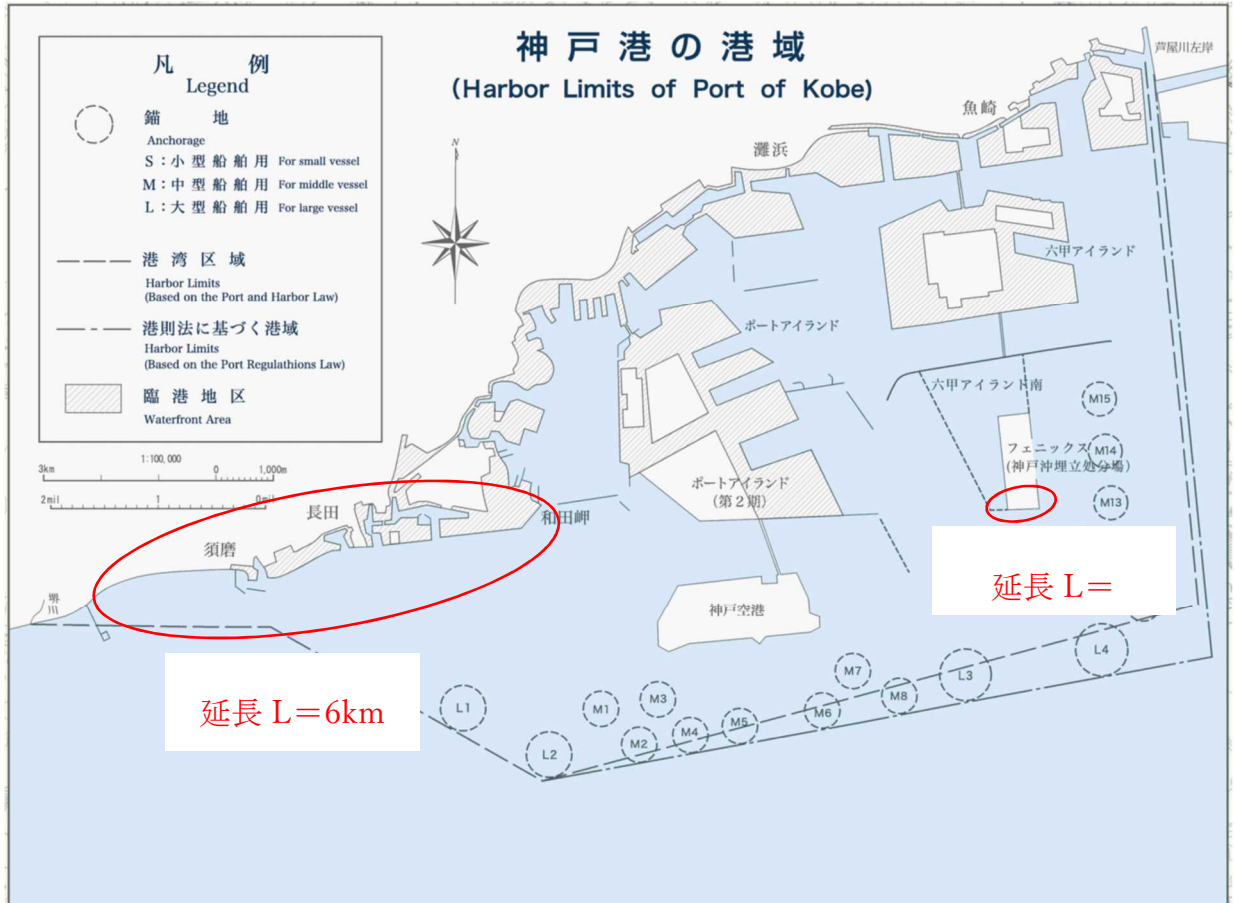 神戸港の港域
(Harbor Limits of Port of Kobe)
凡 例
Legend
錨 地
Anchorage
S:小型船舶用 For small vessel
M:中型船舶用 For middle vessel
L:大型船舶用 For large vessel
港湾区域
Harbor Limits
(Based on the Port and Harbor Law)
港則法に基づく港域
Harbor Limits
(Based on the Port Regulathions Law)
臨港地区
Waterfront Area
1:100,000
3km 0 1,000m
2mil 1 0mil
N
芦屋川左岸
魚崎
灘浜
六甲アイランド
ポートアイランド
六甲アイランド南
M15
フェニックス
(神戸沖埋立処分場)
M14
M13
ポートアイランド
(第2期)
和田岬
長田
須磨
堺川
神戸空港
延長 L=
延長 L=6km
L1
M1
M3
M7
L3
L4
L2
M2
M4
M5
M6
M8